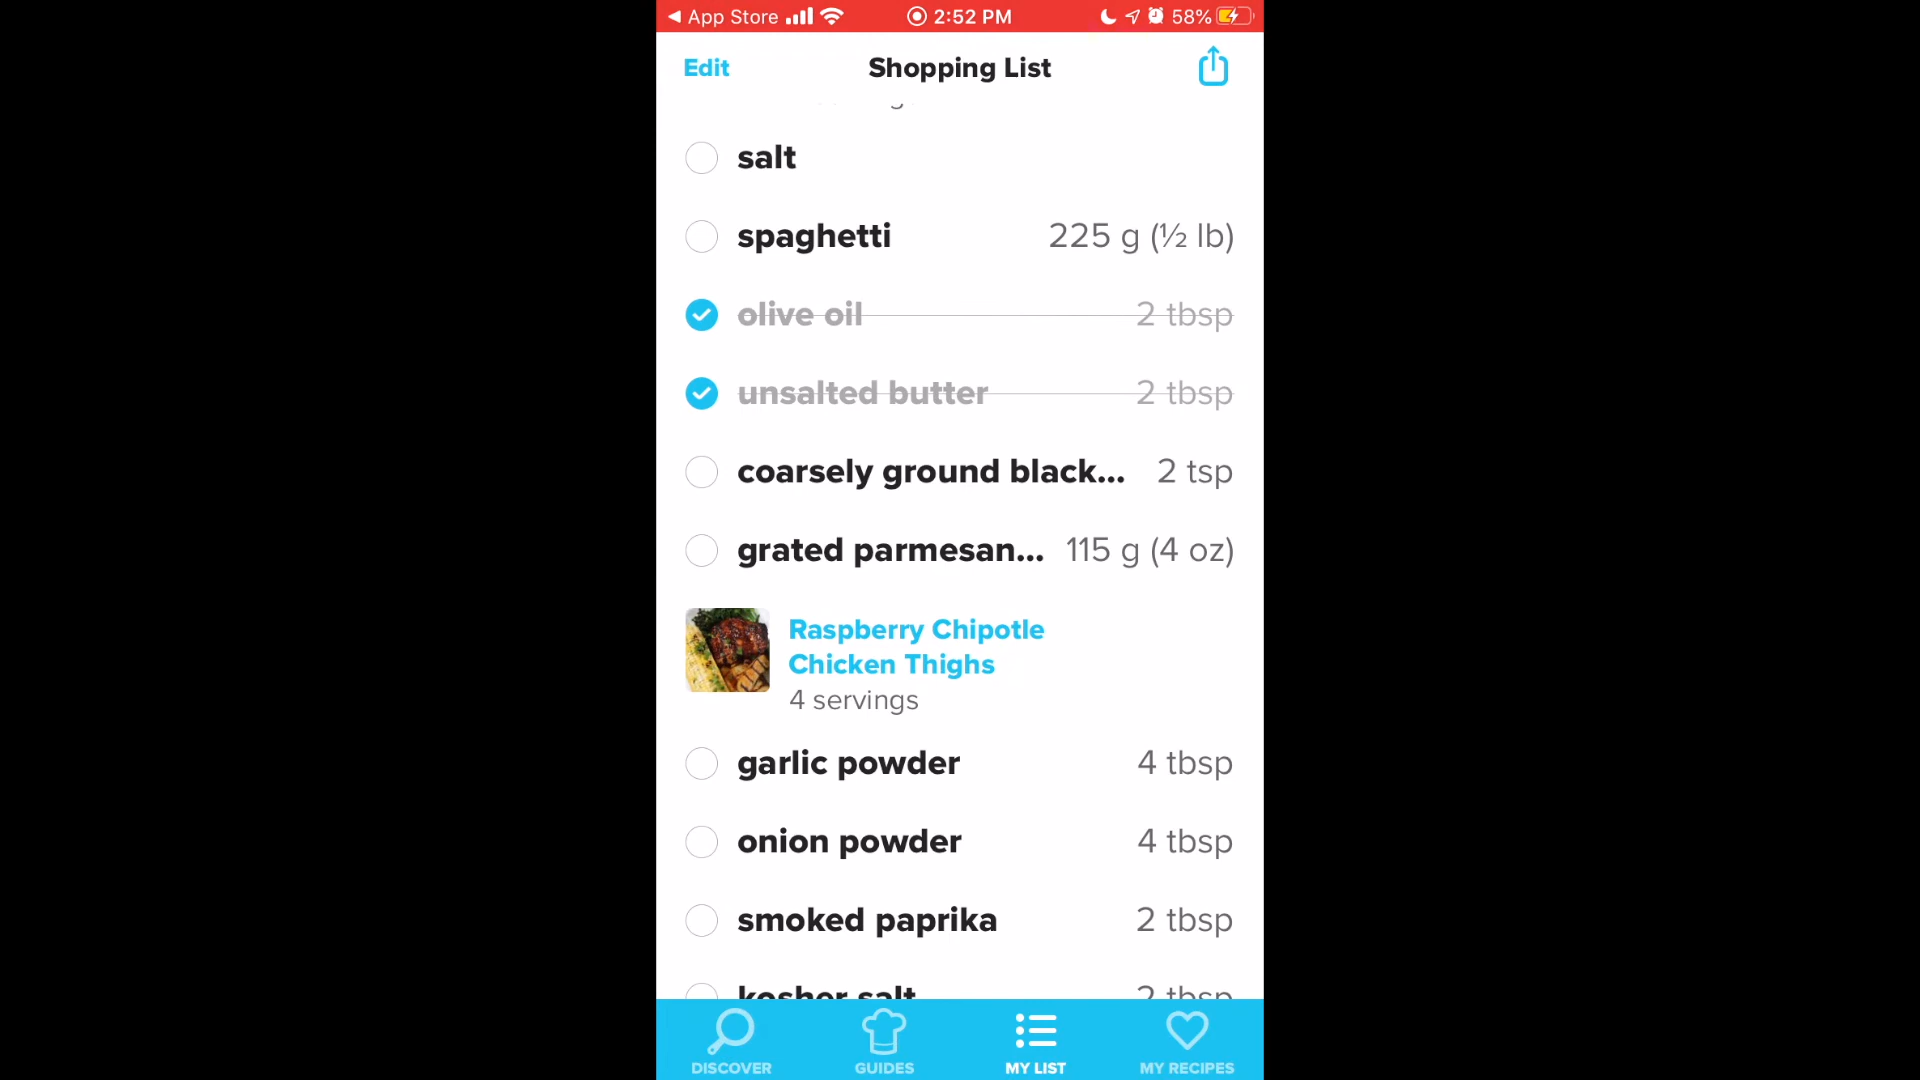 App Store 2:52 PM 58%
Edit Shopping List
salt
spaghetti 225 g (½ lb)
olive oil 2 tbsp
unsalted butter 2 tbsp
coarsely ground black... 2 tsp
grated parmesan... 115 g (4 oz)
Raspberry Chipotle
Chicken Thighs
4 servings
garlic powder 4 tbsp
onion powder 4 tbsp
smoked paprika 2 tbsp
kosher salt 2 tbsp
DISCOVER GUIDES MY LIST MY RECIPES